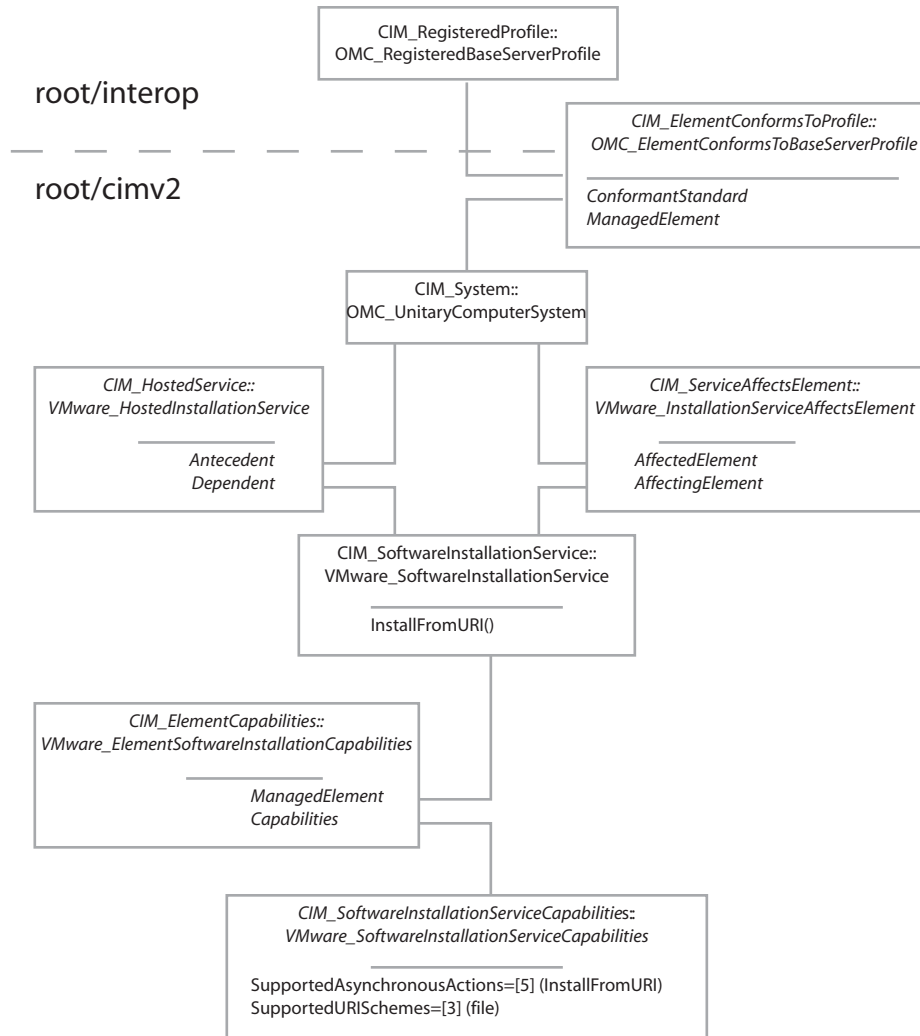 CIM_RegisteredProfile::
OMC_RegisteredBaseServerProfile
root/interop
CIM_ElementConformsToProfile::
OMC_ElementConformsToBaseServerProfile
ConformantStandard
ManagedElement
root/cimv2
CIM_System::
OMC_UnitaryComputerSystem
CIM_HostedService::
VMware_HostedInstallationService
Antecedent
Dependent
CIM_ServiceAffectsElement::
VMware_InstallationServiceAffectsElement
AffectedElement
AffectingElement
CIM_SoftwareInstallationService::
VMware_SoftwareInstallationService
InstallFromURI()
CIM_ElementCapabilities::
VMware_ElementSoftwareInstallationCapabilities
ManagedElement
Capabilities
CIM_SoftwareInstallationServiceCapabilities::
VMware_SoftwareInstallationServiceCapabilities
SupportedAsynchronousActions=[5] (InstallFromURI)
SupportedURISchemes=[3] (file)